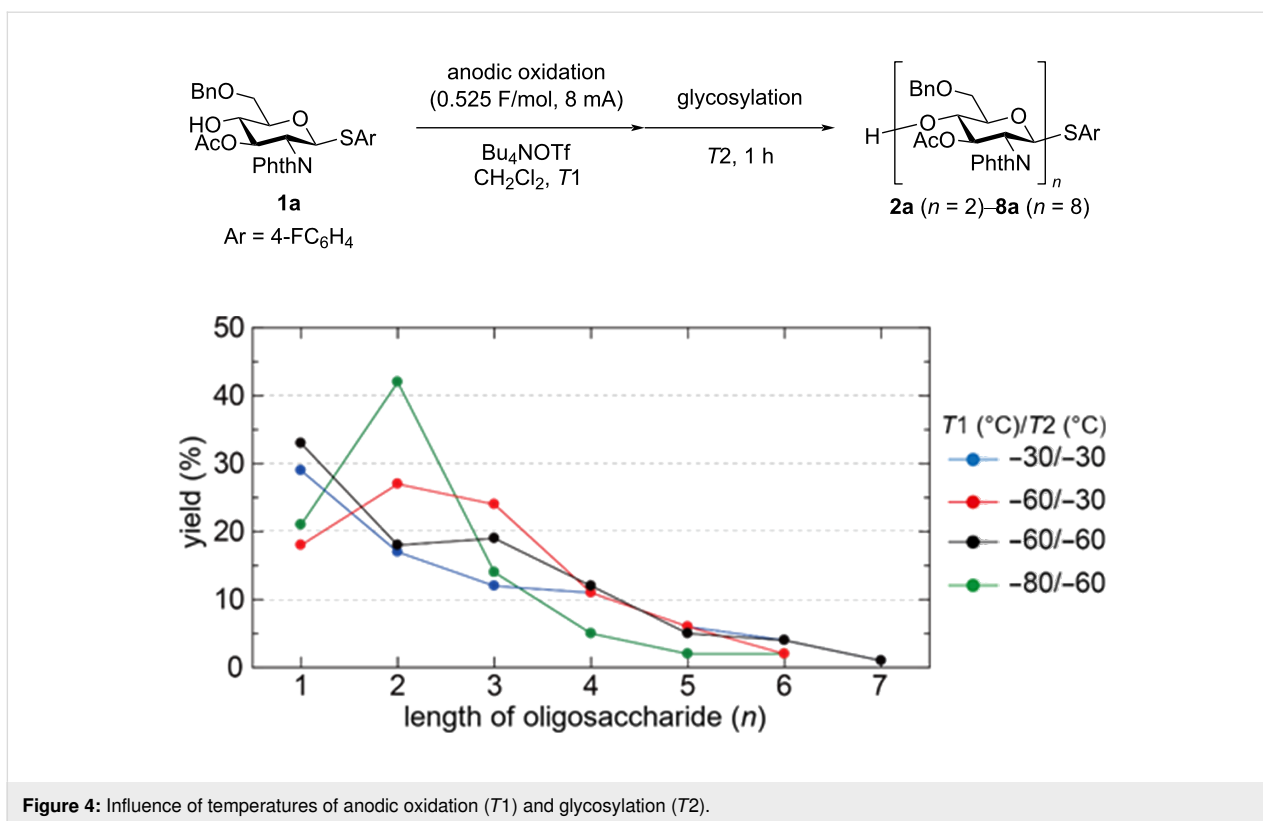 anodic oxidation
(0.525 F/mol, 8 mA)
glycosylation
Bu4NOTf
CH2Cl2, T1
T2, 1 h
BnO
O
HO
AcO
SAr
PhthN
1a
Ar = 4-FC6H4
BnO
O
H
O
AcO
SAr
PhthN
n
2a (n = 2)–8a (n = 8)
50
40
30
20
10
0
yield (%)
1 2 3 4 5 6 7
length of oligosaccharide (n)
T1 (°C)/T2 (°C)
–30/–30
–60/–30
–60/–60
–80/–60
Figure 4: Influence of temperatures of anodic oxidation (T1) and glycosylation (T2).